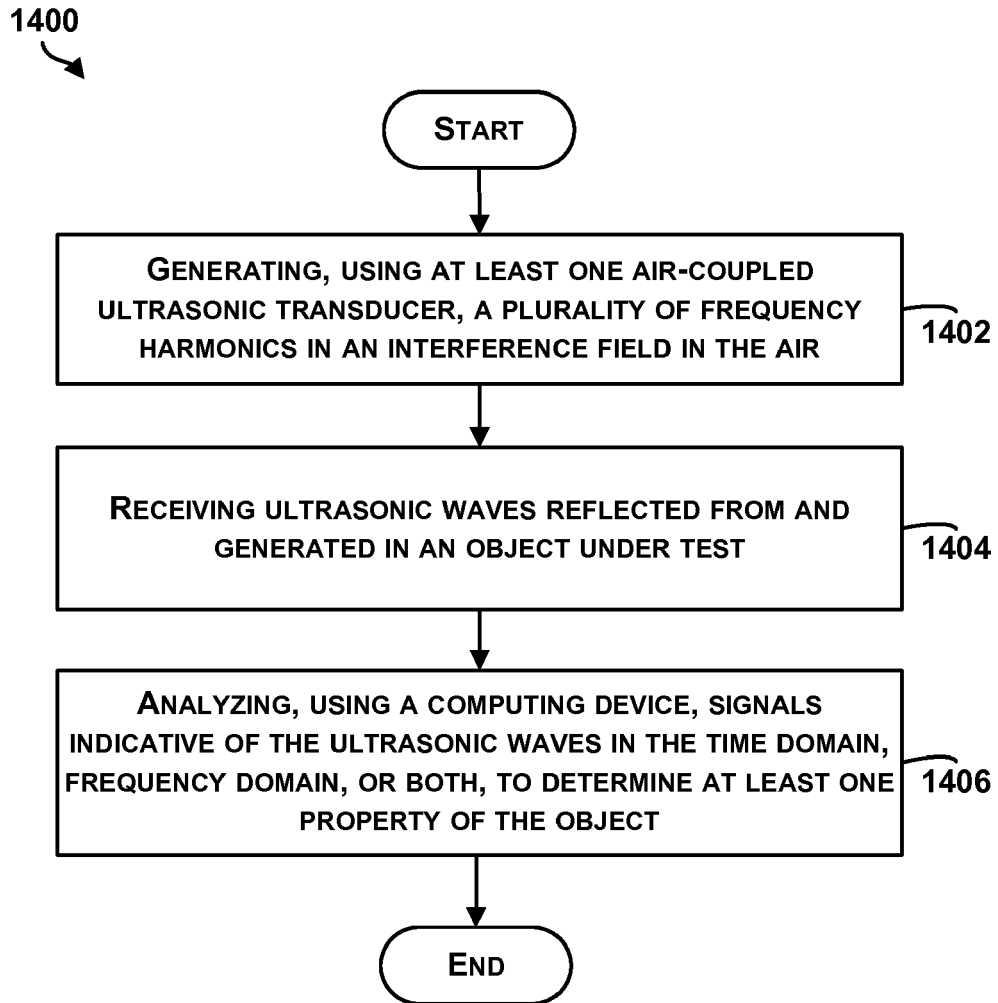 1400
START
GENERATING, USING AT LEAST ONE AIR-COUPLED
ULTRASONIC TRANSDUCER, A PLURALITY OF FREQUENCY
HARMONICS IN AN INTERFERENCE FIELD IN THE AIR
1402
RECEIVING ULTRASONIC WAVES REFLECTED FROM AND
GENERATED IN AN OBJECT UNDER TEST
1404
ANALYZING, USING A COMPUTING DEVICE, SIGNALS
INDICATIVE OF THE ULTRASONIC WAVES IN THE TIME DOMAIN,
FREQUENCY DOMAIN, OR BOTH, TO DETERMINE AT LEAST ONE
PROPERTY OF THE OBJECT
1406
END